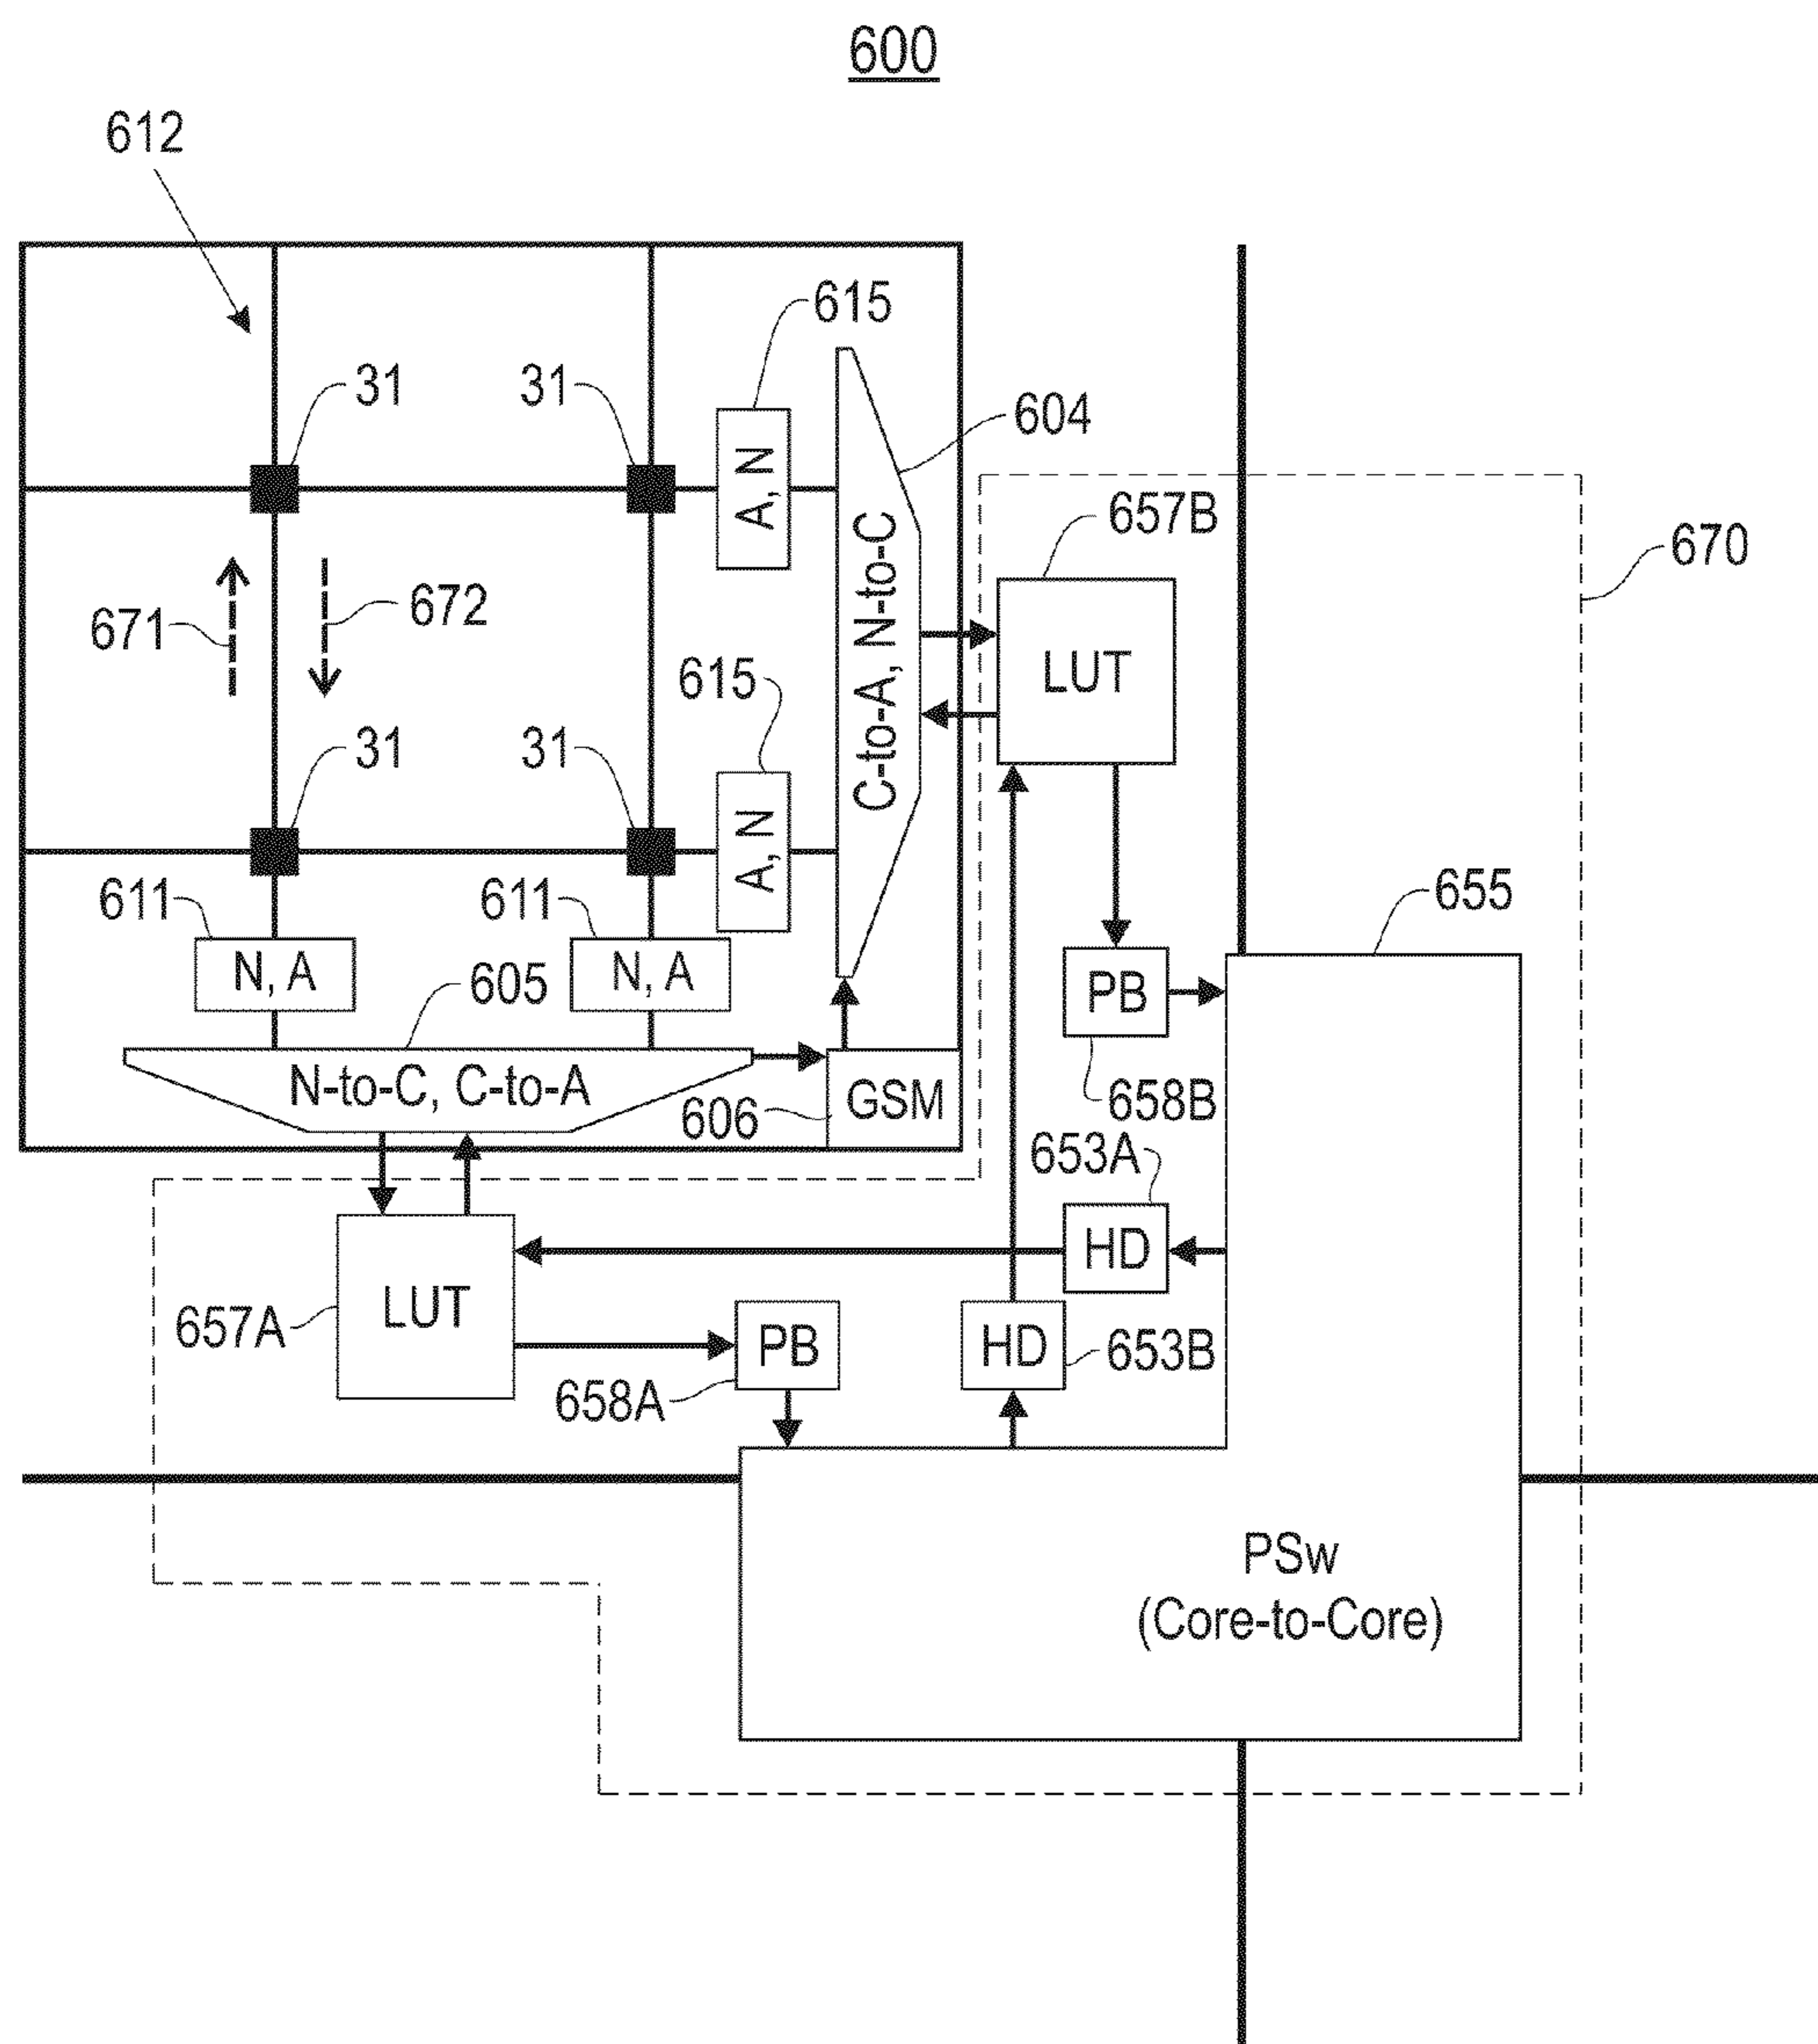 600
612
615
31
31
604
A, N
657B
670
C-to-A, N-to-C
671
672
LUT
615
31
31
A, N
655
611
611
N, A
N, A
605
PB
N-to-C, C-to-A
606
GSM
658B
653A
HD
LUT
657A
PB
HD
653B
658A
PSw
(Core-to-Core)